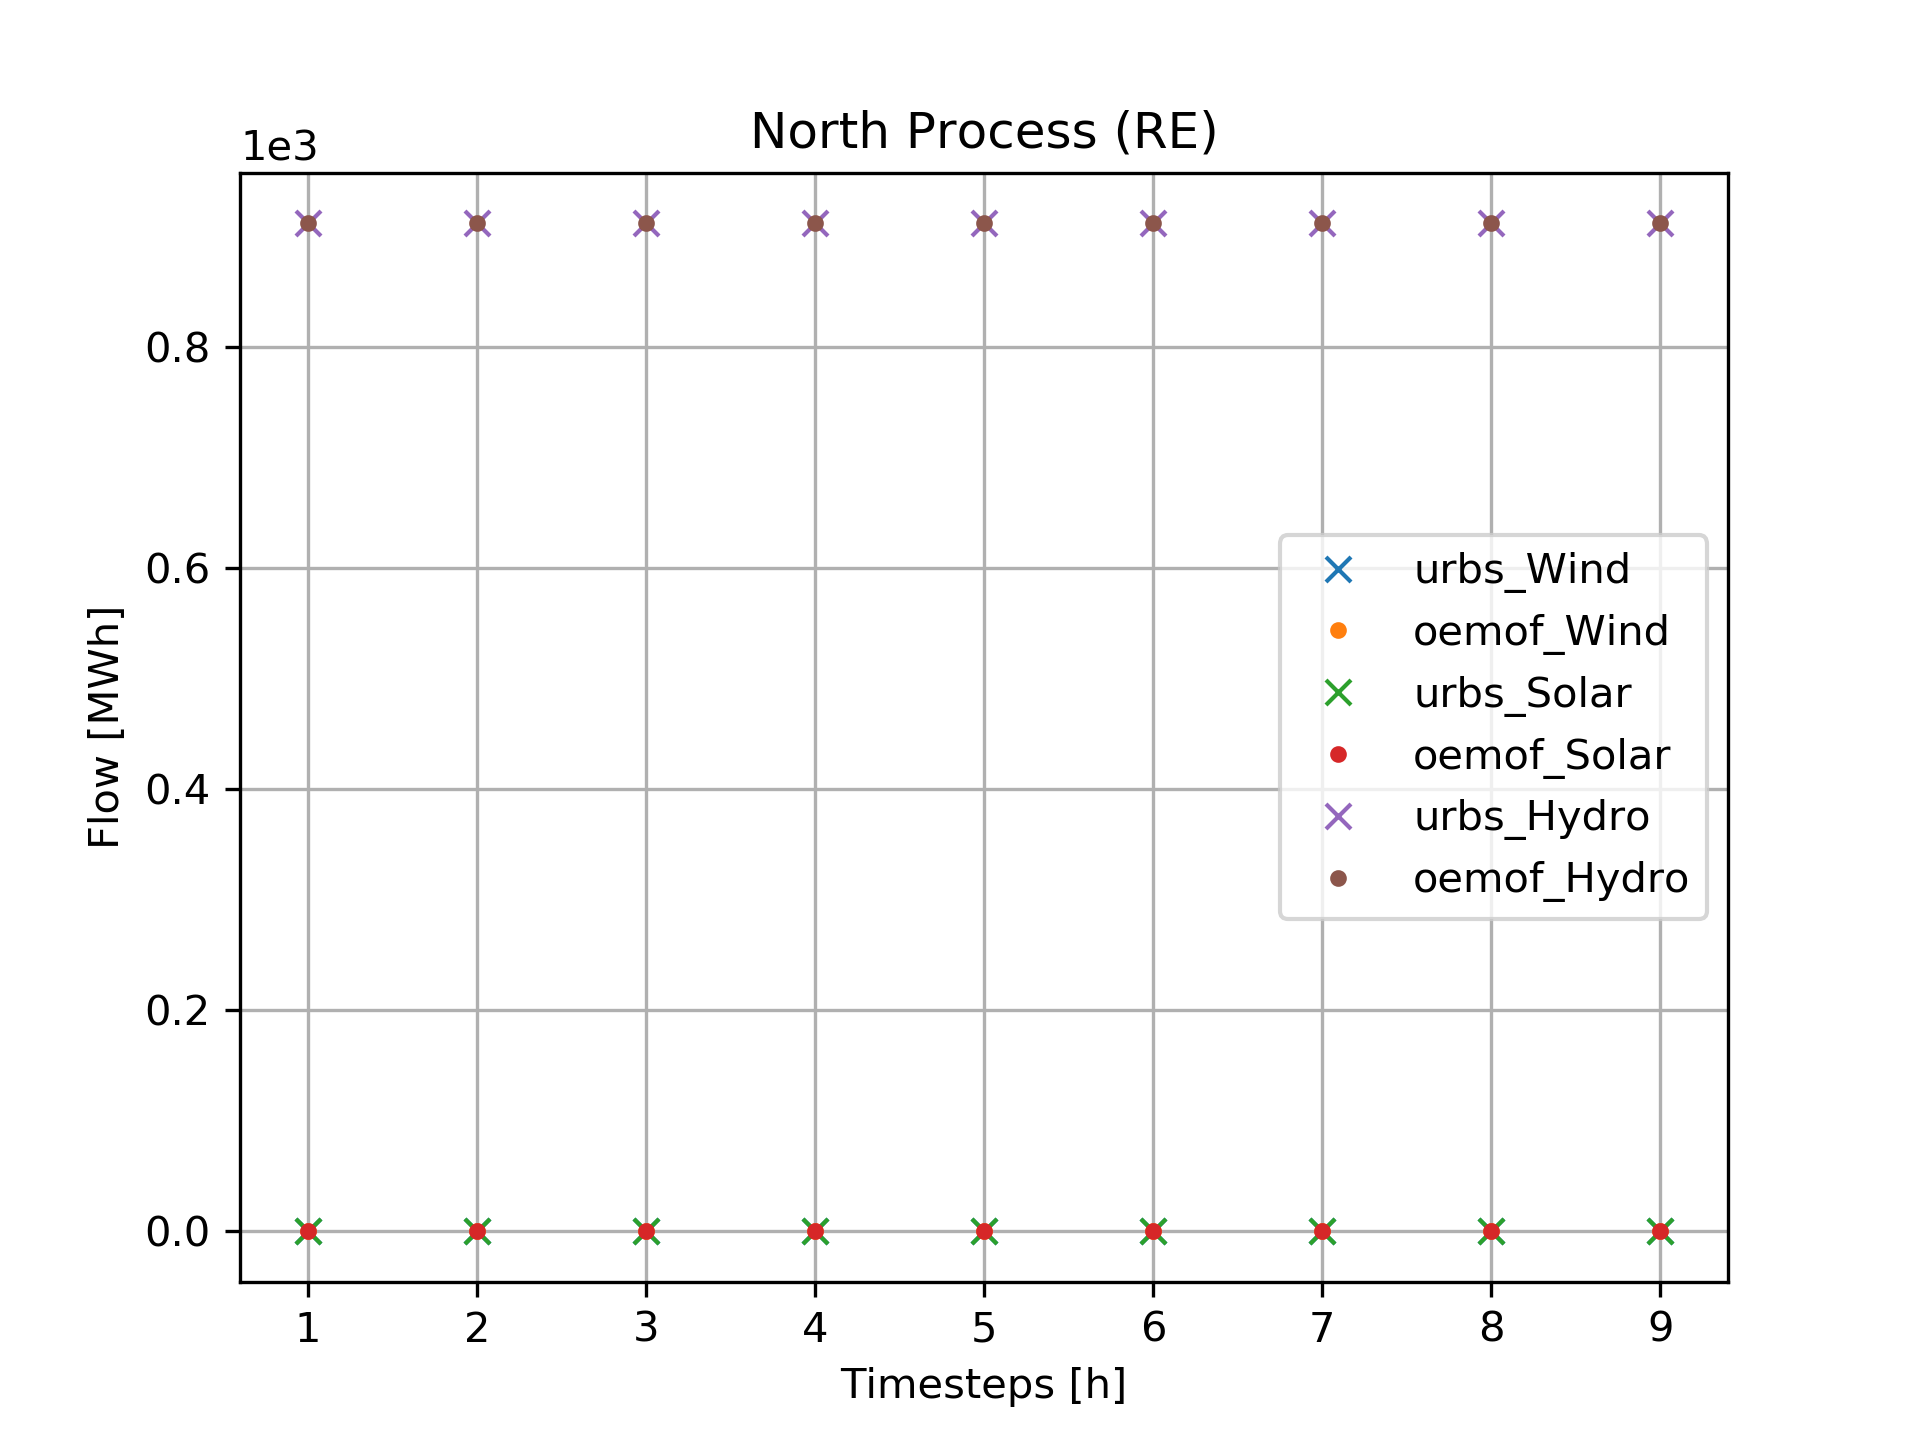 North Process (RE)
1e3
0.8
0.6
0.4
0.2
0.0
Flow [MWh]
urbs_Wind
oemof_Wind
urbs_Solar
oemof_Solar
urbs_Hydro
oemof_Hydro
1 2 3 4 5 6 7 8 9
Timesteps [h]